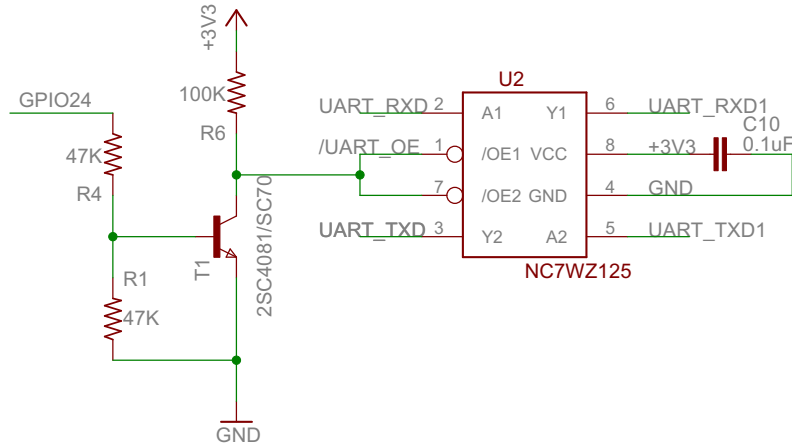 +3V3
GPIO24
100K
R6
47K
R4
T1
2SC4081/SC70
R1
47K
GND
U2
UART_RXD 2 A1 Y1 6 UART_RXD1
/UART_OE 1 /OE1 VCC 8 +3V3
C10
0.1uF
7 /OE2 GND 4 GND
UART_TXD 3 Y2 A2 5 UART_TXD1
NC7WZ125